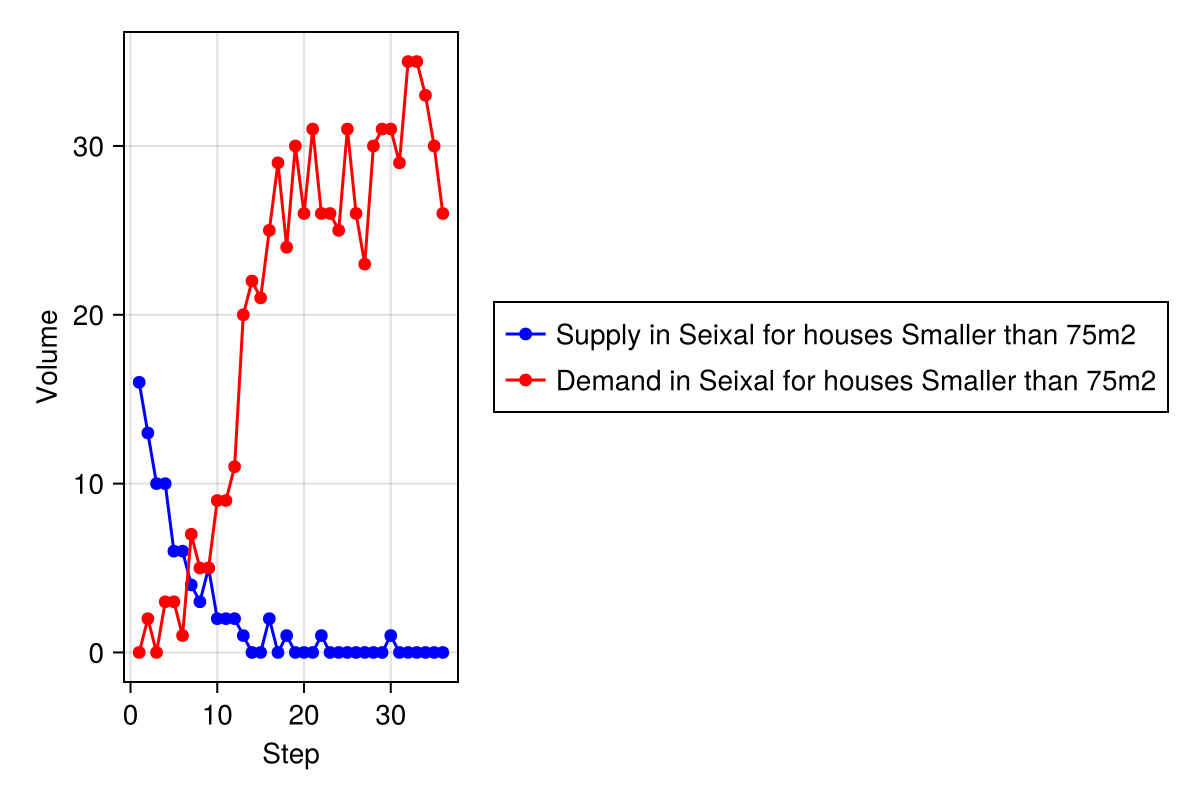 Volume
30
20
10
0
0 10 20 30
Step
Supply in Seixal for houses Smaller than 75m2
Demand in Seixal for houses Smaller than 75m2